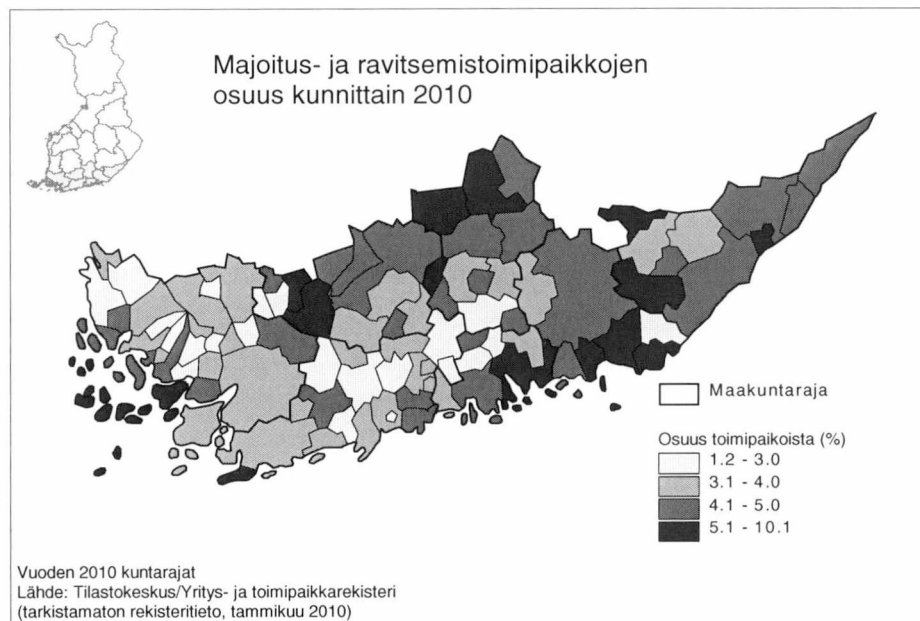 Majoitus- ja ravitsemistoimipaikkojen
osuus kunnittain 2010
Maakuntaraja
Osuus toimipaikoista (%)
1.2 - 3.0
3.1 - 4.0
4.1 - 5.0
5.1 - 10.1
Vuoden 2010 kuntarajat
Lähde: Tilastokeskus/Yritys- ja toimipaikkarekisteri
(tarkistamaton rekisteritieto, tammikuu 2010)